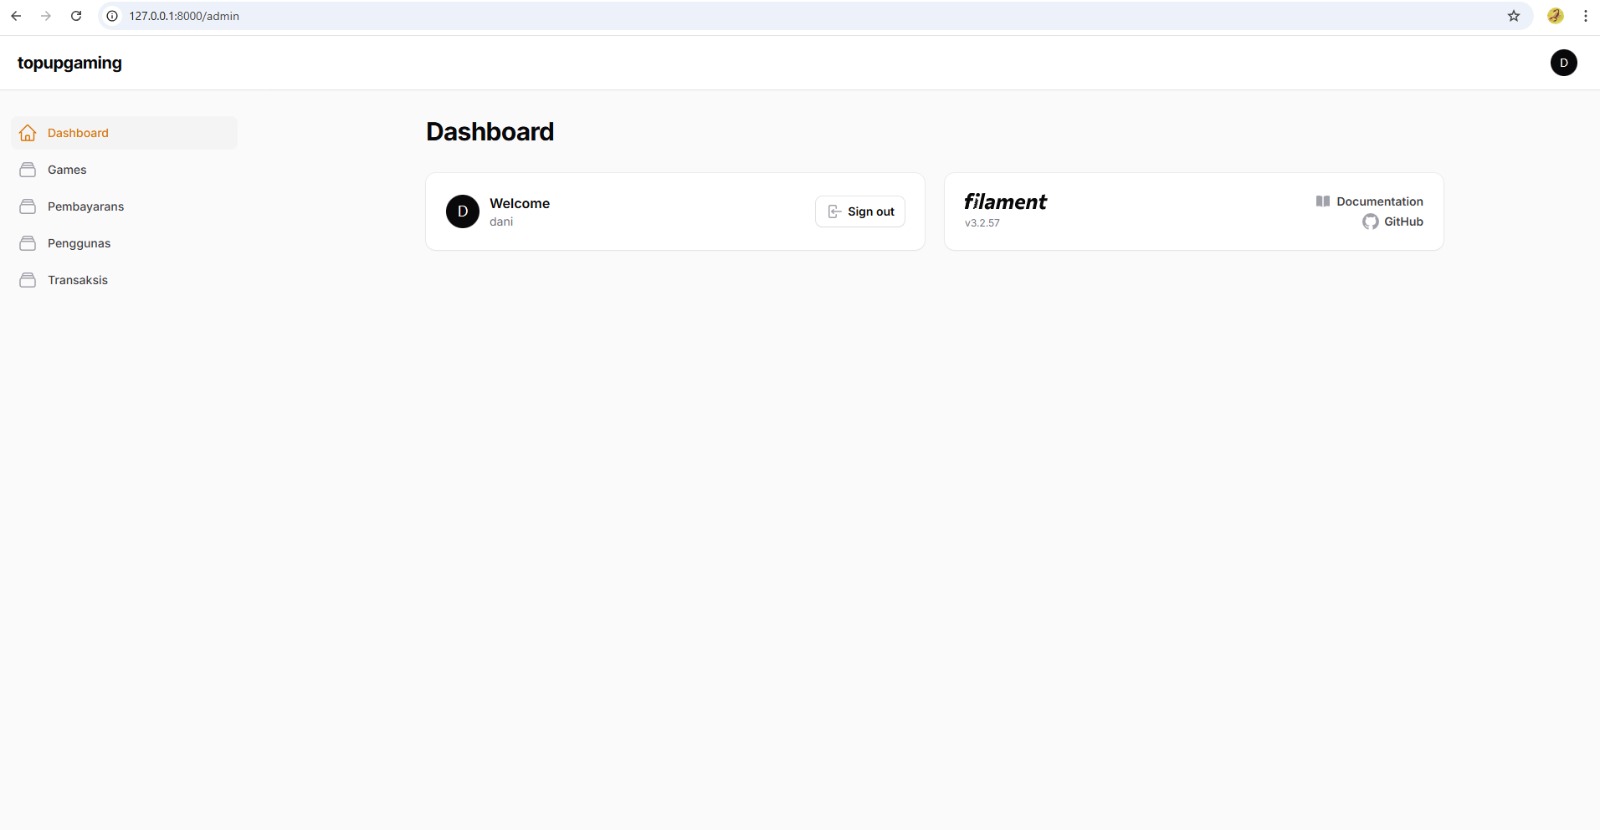 127.0.0.1:8000/admin
topupgaming
D
Dashboard
Games
Pembayarans
Penggunas
Transaksis
Dashboard
D
Welcome
dani
Sign out
filament
v3.2.57
Documentation
GitHub